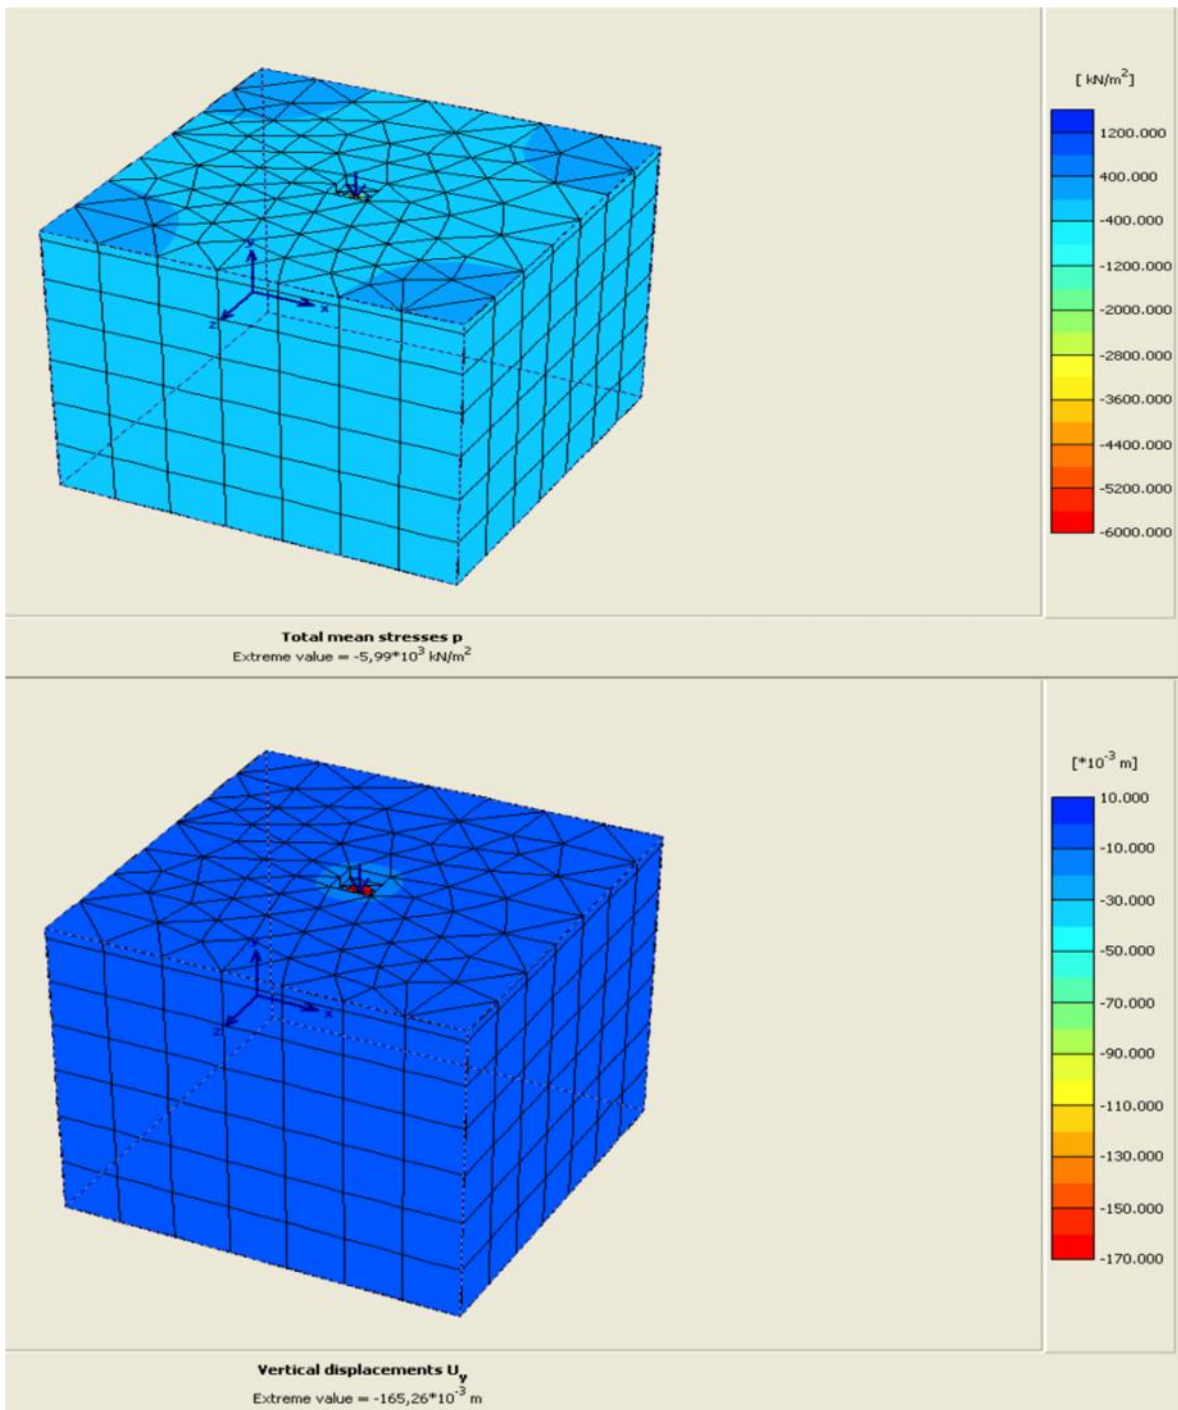 [ kN/m²]
1200.000
400.000
-400.000
-1200.000
-2000.000
-2800.000
-3600.000
-4400.000
-5200.000
-6000.000
y
x
z
Total mean stresses p
Extreme value = -5,99*10³ kN/m²
[*10⁻³ m]
10.000
-10.000
-30.000
-50.000
-70.000
-90.000
-110.000
-130.000
-150.000
-170.000
y
x
z
Vertical displacements Uy
Extreme value = -165,26*10⁻³ m